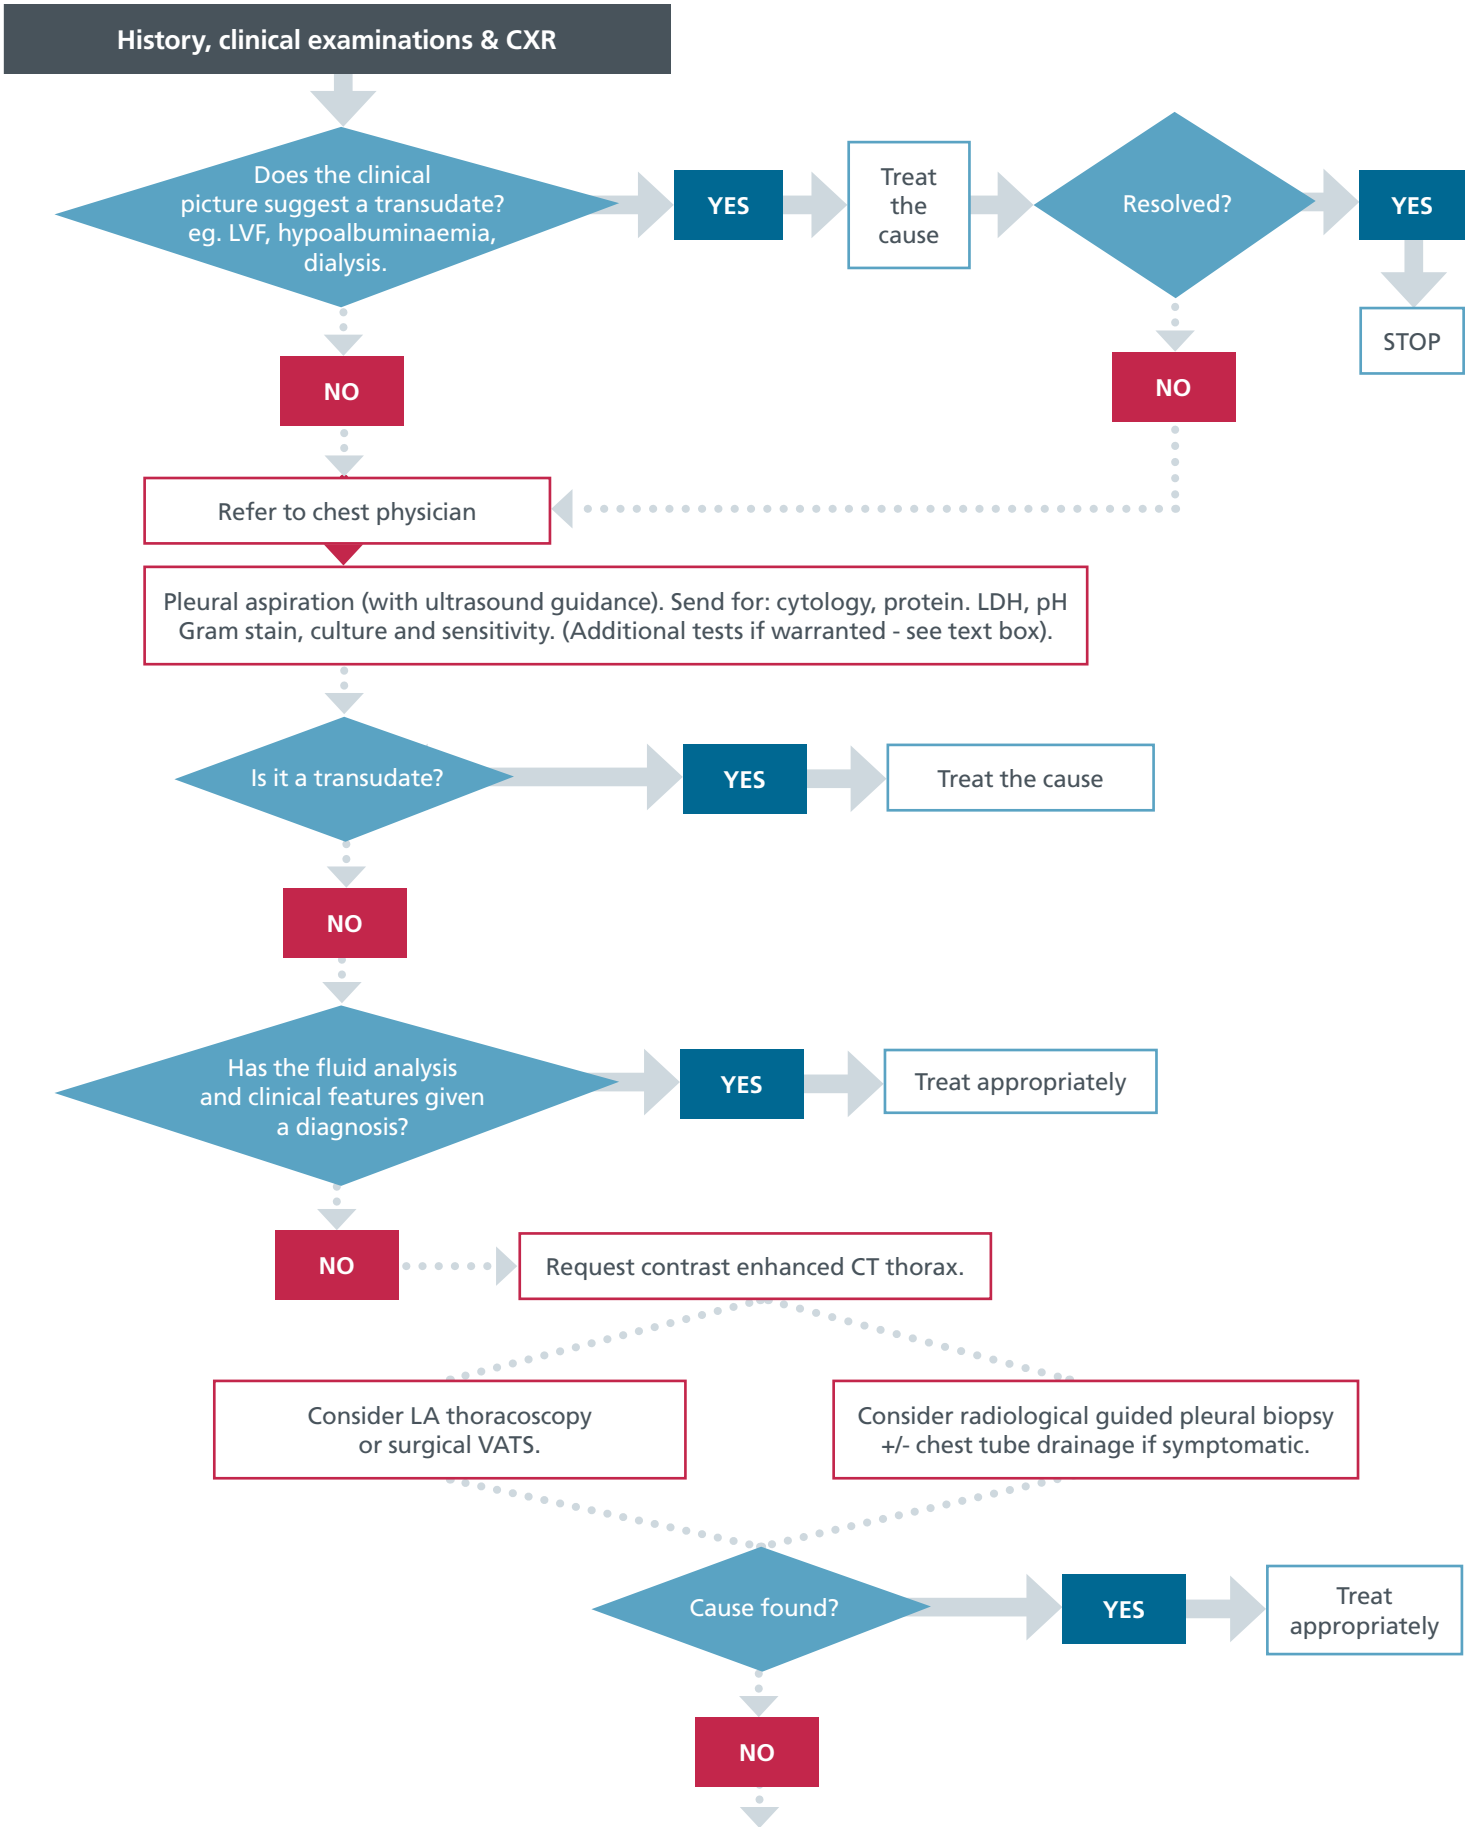 History, clinical examinations & CXR
Does the clinical
picture suggest a transudate?
eg. LVF, hypoalbuminaemia,
dialysis.
YES
Treat
the
cause
Resolved?
YES
STOP
NO
NO
Refer to chest physician
Pleural aspiration (with ultrasound guidance). Send for: cytology, protein. LDH, pH
Gram stain, culture and sensitivity. (Additional tests if warranted - see text box).
Is it a transudate?
YES
Treat the cause
NO
Has the fluid analysis
and clinical features given
a diagnosis?
YES
Treat appropriately
NO
Request contrast enhanced CT thorax.
Consider LA thoracoscopy
or surgical VATS.
Consider radiological guided pleural biopsy
+/- chest tube drainage if symptomatic.
Cause found?
YES
Treat
appropriately
NO